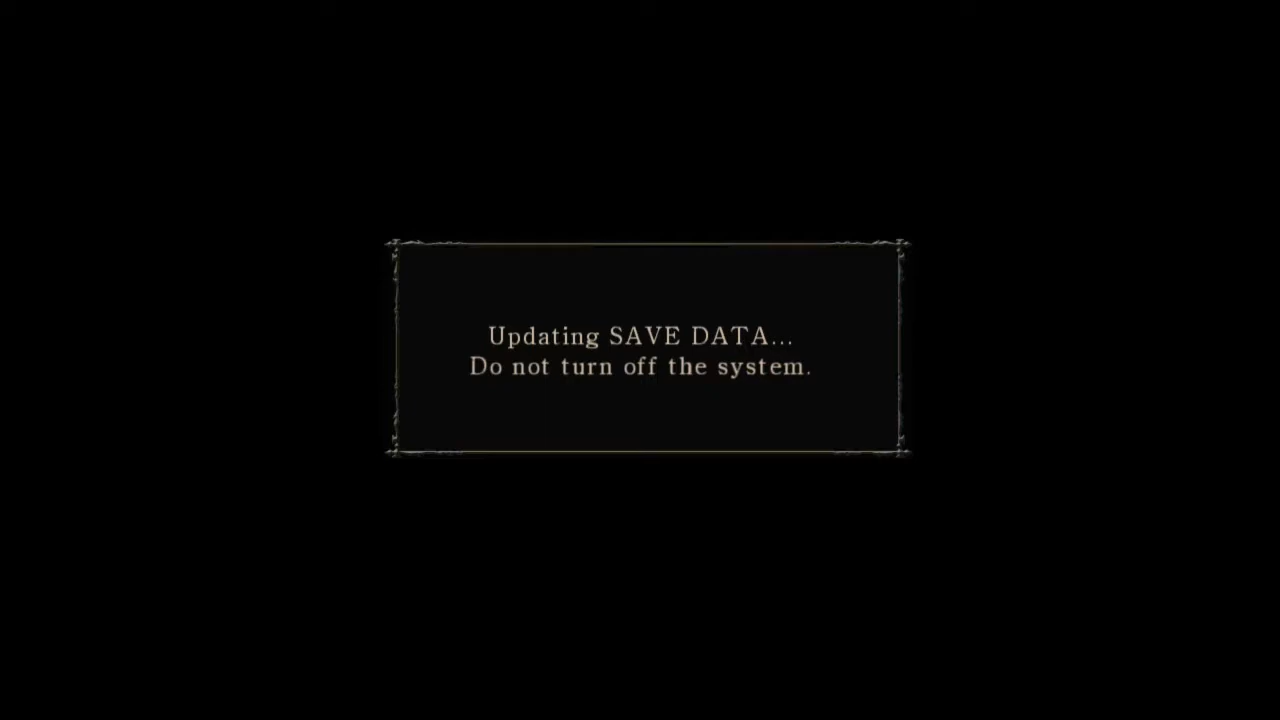 Updating SAVE DATA...
Do not turn off the system.